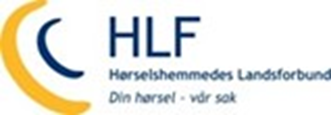 HLF
Hørselshemmedes Landsforbund
Din hørsel - vår sak